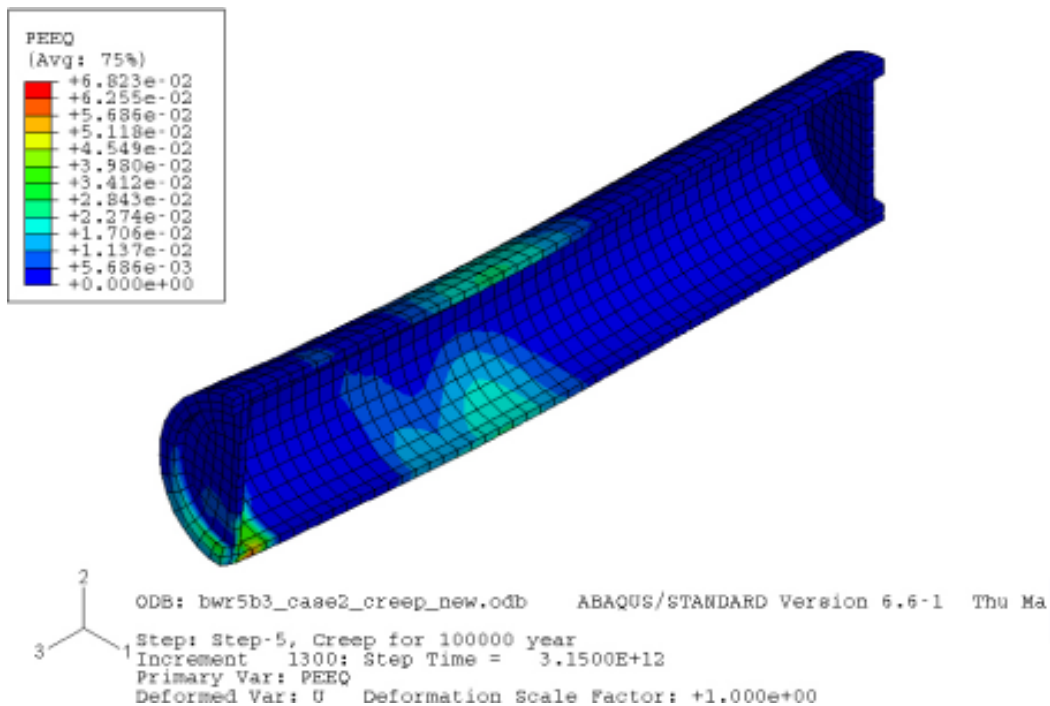 PEEQ
(Avg: 75%)
+6.823e-02
+6.255e-02
+5.686e-02
+5.118e-02
+4.549e-02
+3.980e-02
+3.412e-02
+2.843e-02
+2.274e-02
+1.706e-02
+1.137e-02
+5.686e-03
+0.000e+00
2
3
1
ODB: bwr5b3_case2_creep_new.odb ABAQUS/STANDARD Version 6.6-1 Thu Ma
Step: Step-5, Creep for 100000 year
Increment 1300: Step Time = 3.1500E+12
Primary Var: PEEQ
Deformed Var: U Deformation Scale Factor: +1.000e+00